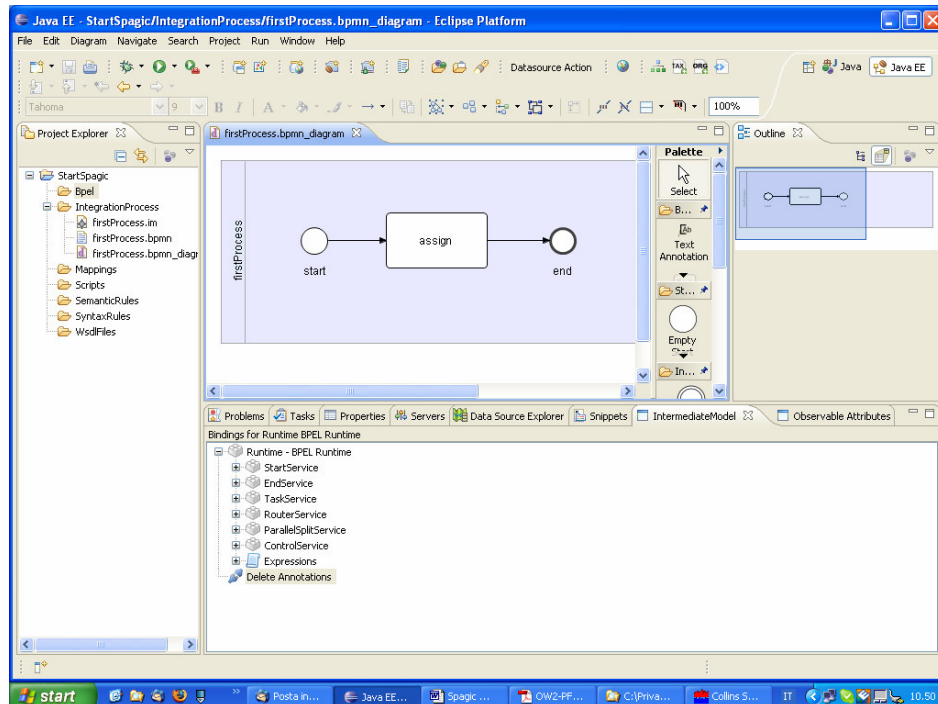 Java EE - StartSpagic/IntegrationProcess/firstProcess.bpmn_diagram - Eclipse Platform
File Edit Diagram Navigate Search Project Run Window Help
Datasource Action
Java
Java EE
Tahoma
9
B I A
100%
Project Explorer
StartSpagic
Bpel
IntegrationProcess
firstProcess.im
firstProcess.bpmn
firstProcess.bpmn_diagr
Mappings
Scripts
SemanticRules
SyntaxRules
WsdlFiles
firstProcess.bpmn_diagram
firstProcess
start
assign
end
Palette
Select
B...
Text
Annotation
St...
Empty
In...
Outline
Problems Tasks Properties Servers Data Source Explorer Snippets IntermediateModel Observable Attributes
Bindings for Runtime BPEL Runtime
Runtime - BPEL Runtime
StartService
EndService
TaskService
RouterService
ParallelSplitService
ControlService
Expressions
Delete Annotations
start
Posta in...
Java EE...
Spagic ...
OW2-PF...
C:\Priva...
Collins S...
IT
10.50